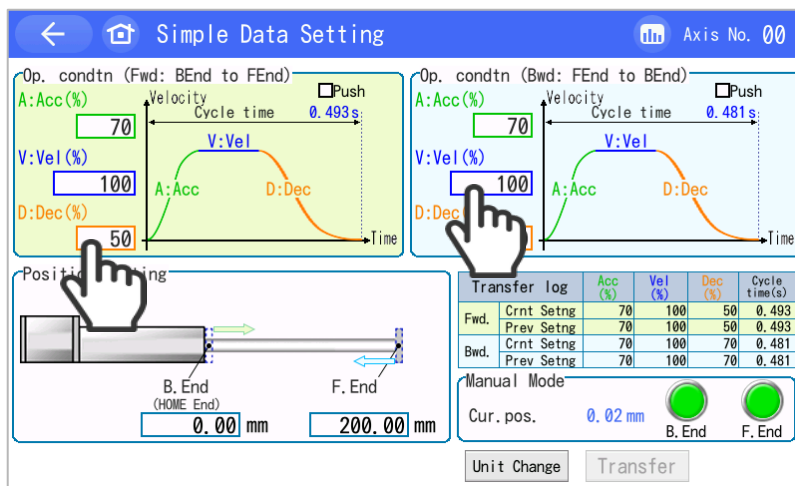 Simple Data Setting
Axis No. 00
Op. condtn (Fwd: BEnd to FEnd)
A:Acc(%)
70
V:Vel(%)
100
D:Dec(%)
50
Velocity
Push
Cycle time 0.493s
V:Vel
A:Acc
D:Dec
Time
Op. condtn (Bwd: FEnd to BEnd)
A:Acc(%)
70
V:Vel(%)
100
D:Dec
Velocity
Push
Cycle time 0.481s
V:Vel
A:Acc
D:Dec
Time
B.End
(HOME End)
0.00 mm
F.End
200.00 mm
Transfer log Acc (%) Vel (%) Dec (%) Cycle time(s)
Fwd. Crnt Setng 70 100 50 0.493
Prev Setng 70 100 50 0.493
Bwd. Crnt Setng 70 100 70 0.481
Prev Setng 70 100 70 0.481
Manual Mode
Cur.pos. 0.02 mm
B.End
F.End
Unit Change
Transfer